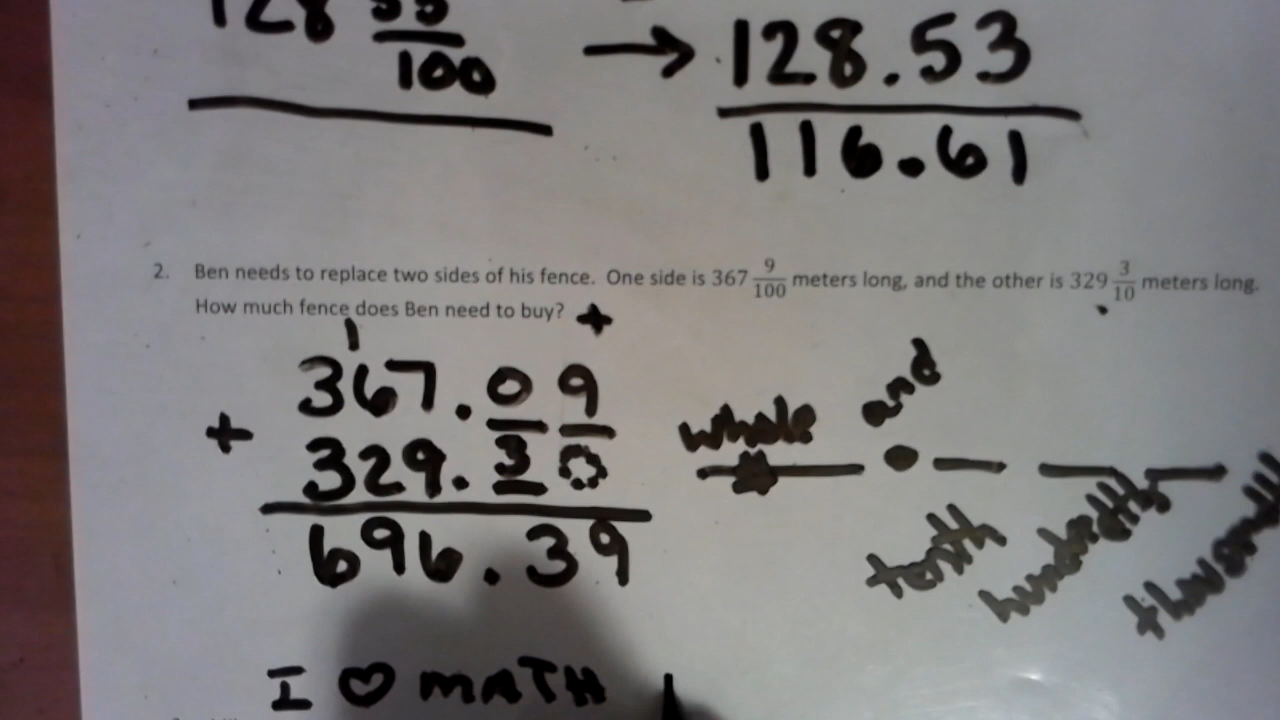 128 53/100 → 128.53
116.61
2. Ben needs to replace two sides of his fence. One side is 367 9/100 meters long, and the other is 329 3/10 meters long.
How much fence does Ben need to buy? +
1
367.09
+ 329.30
696.39
whole and
tenth hundredths thousandth
I ♡ MATH